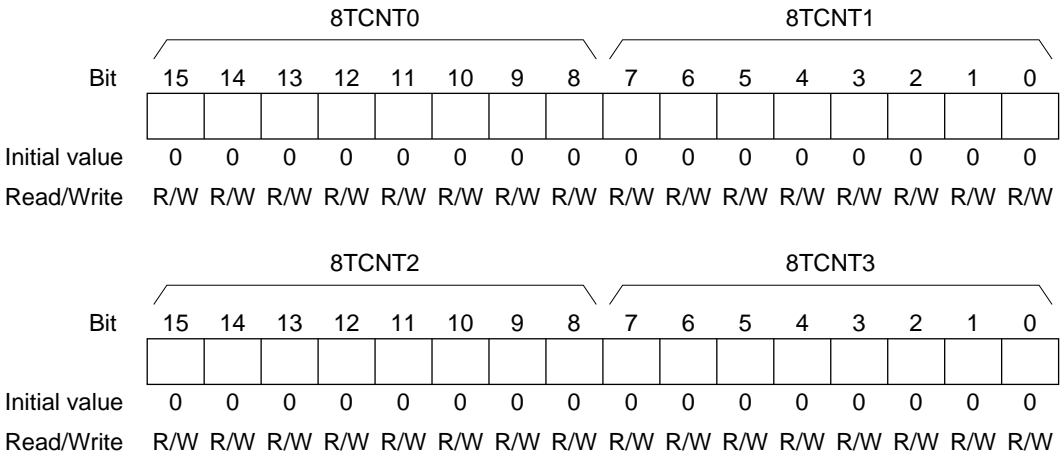 8TCNT0 8TCNT1
Bit 15 14 13 12 11 10 9 8 7 6 5 4 3 2 1 0
Initial value 0 0 0 0 0 0 0 0 0 0 0 0 0 0 0 0
Read/Write R/W R/W R/W R/W R/W R/W R/W R/W R/W R/W R/W R/W R/W R/W R/W R/W
8TCNT2 8TCNT3
Bit 15 14 13 12 11 10 9 8 7 6 5 4 3 2 1 0
Initial value 0 0 0 0 0 0 0 0 0 0 0 0 0 0 0 0
Read/Write R/W R/W R/W R/W R/W R/W R/W R/W R/W R/W R/W R/W R/W R/W R/W R/W